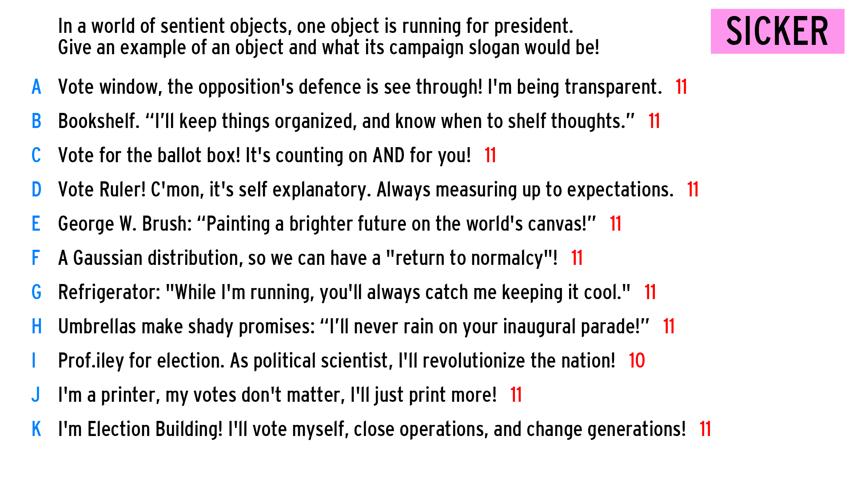 In a world of sentient objects, one object is running for president.
Give an example of an object and what its campaign slogan would be!
SICKER
A Vote window, the opposition's defence is see through! I'm being transparent. 11
B Bookshelf. “I’ll keep things organized, and know when to shelf thoughts.” 11
C Vote for the ballot box! It's counting on AND for you! 11
D Vote Ruler! C'mon, it's self explanatory. Always measuring up to expectations. 11
E George W. Brush: “Painting a brighter future on the world's canvas!” 11
F A Gaussian distribution, so we can have a "return to normalcy"! 11
G Refrigerator: "While I'm running, you'll always catch me keeping it cool." 11
H Umbrellas make shady promises: “I’ll never rain on your inaugural parade!” 11
I Prof.iley for election. As political scientist, I'll revolutionize the nation! 10
J I'm a printer, my votes don't matter, I'll just print more! 11
K I'm Election Building! I'll vote myself, close operations, and change generations! 11